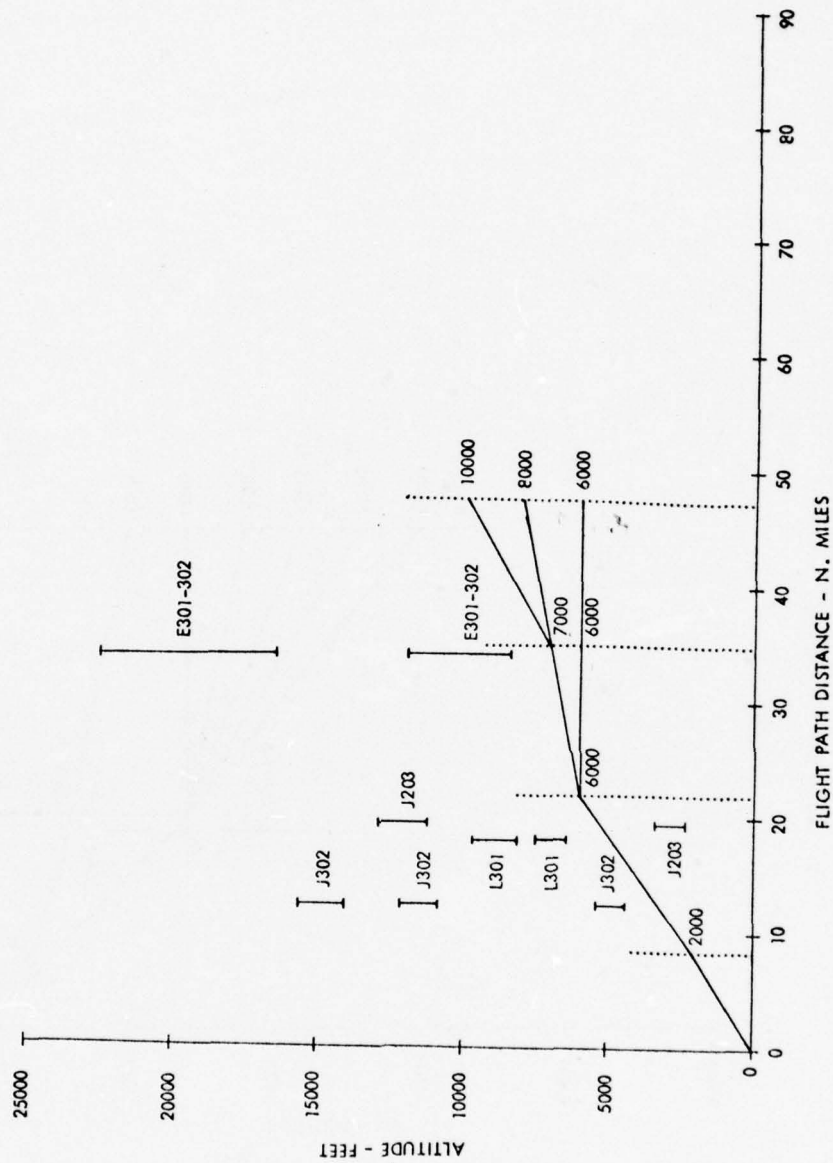 ALTITUDE - FEET
25000
20000
15000
10000
5000
0
E301-302
J302
J203
J302
L301
L301
J302
J203
E301-302
10000
8000
6000
7000
6000
6000
2000
0 10 20 30 40 50 60 70 80 90
FLIGHT PATH DISTANCE - N. MILES